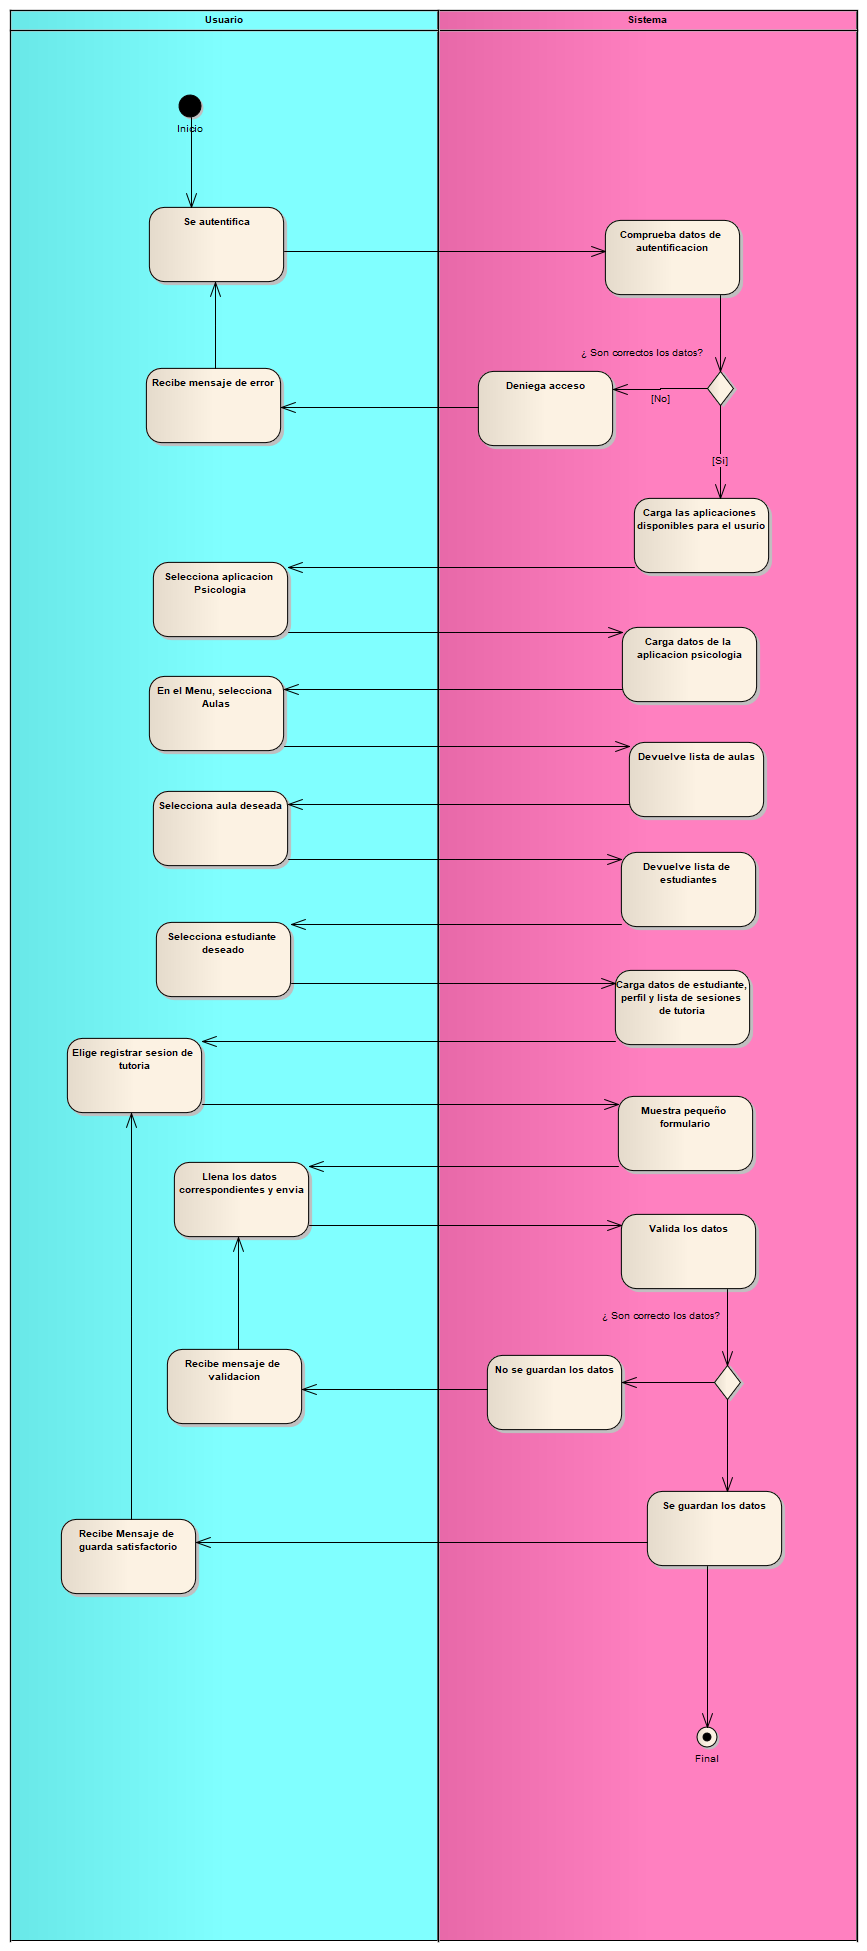 Usuario
Sistema
Inicio
Se autentifica
Comprueba datos de
autentificacion
¿ Son correctos los datos?
Recibe mensaje de error
Deniega acceso
[No]
[Si]
Carga las aplicaciones
disponibles para el usurio
Selecciona aplicacion
Psicologia
Carga datos de la
aplicacion psicologia
En el Menu, selecciona
Aulas
Devuelve lista de aulas
Selecciona aula deseada
Devuelve lista de
estudiantes
Selecciona estudiante
deseado
Carga datos de estudiante,
perfil y lista de sesiones
de tutoria
Elige registrar sesion de
tutoria
Muestra pequeño
formulario
Llena los datos
correspondientes y envia
Valida los datos
¿ Son correcto los datos?
Recibe mensaje de
validacion
No se guardan los datos
Se guardan los datos
Recibe Mensaje de
guarda satisfactorio
Final